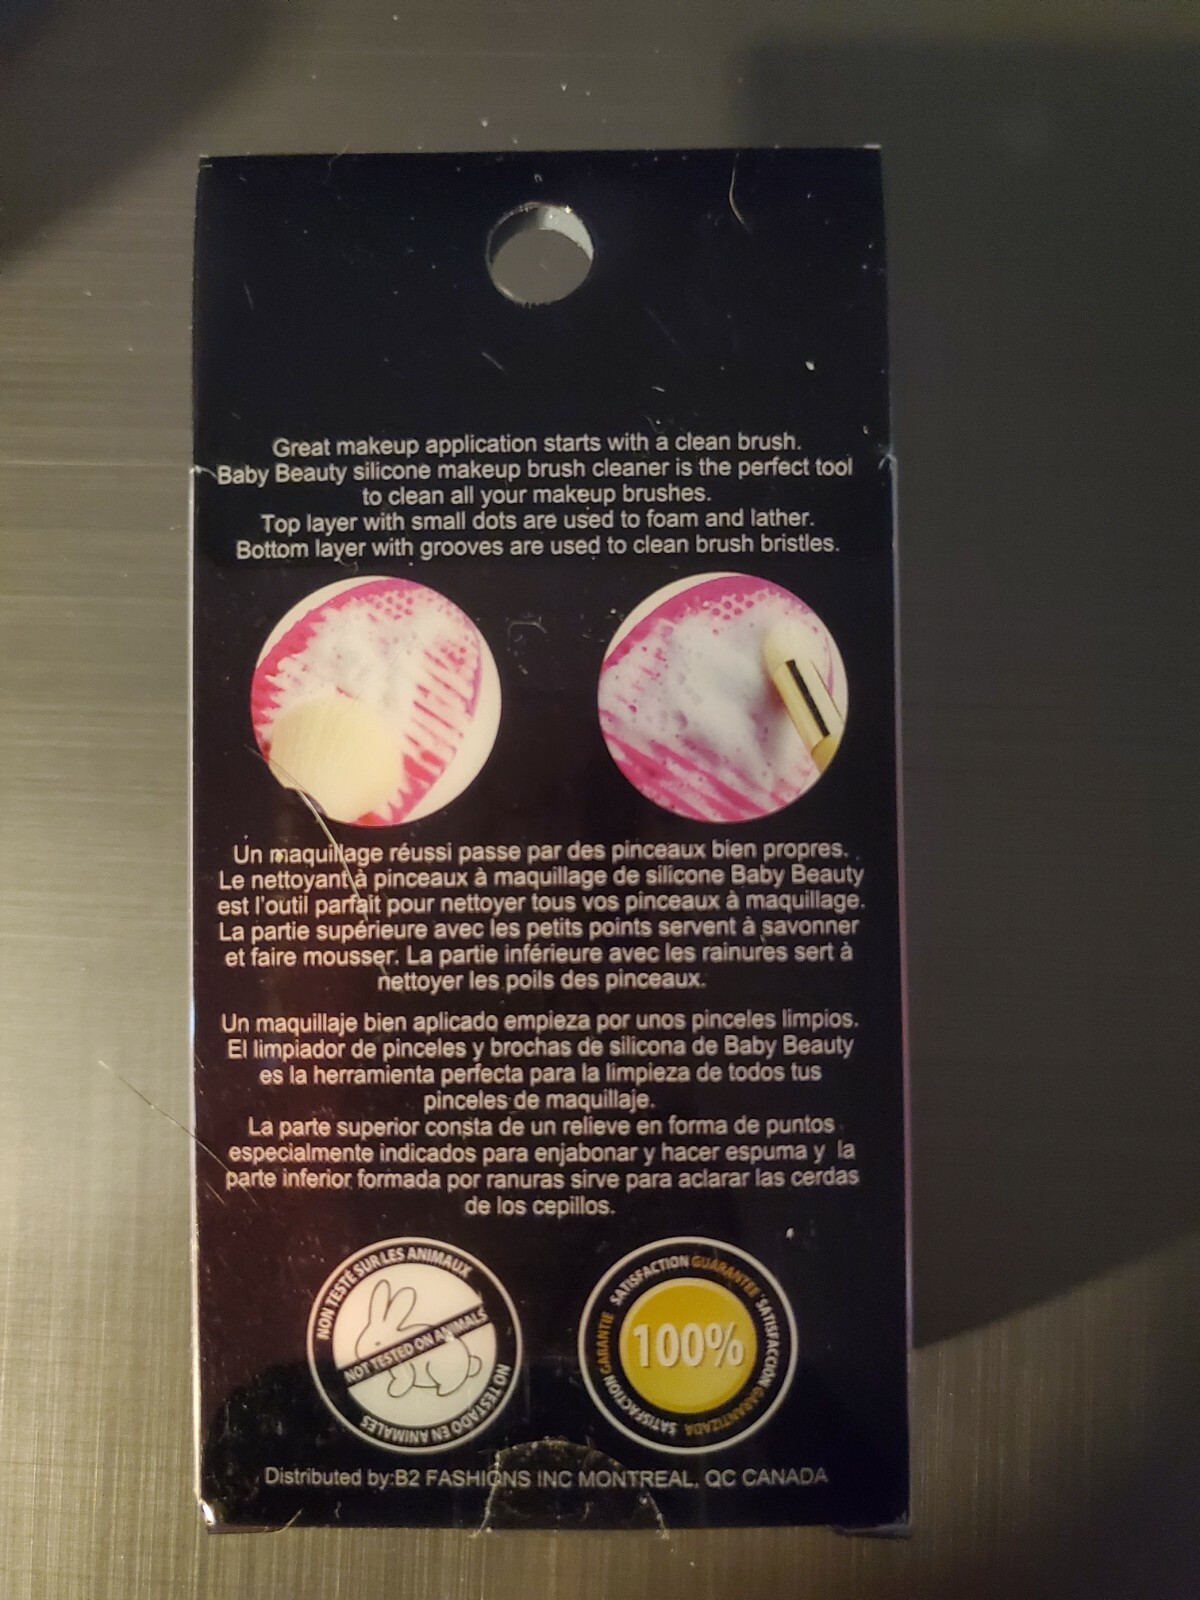 Great makeup application starts with a clean brush.
Baby Beauty silicone makeup brush cleaner is the perfect tool
to clean all your makeup brushes.
Top layer with small dots are used to foam and lather.
Bottom layer with grooves are used to clean brush bristles.
Un maquillage réussi passe par des pinceaux bien propres.
Le nettoyant à pinceaux à maquillage de silicone Baby Beauty
est l'outil parfait pour nettoyer tous vos pinceaux à maquillage.
La partie supérieure avec les petits points servent à savonner
et faire mousser. La partie inférieure avec les rainures sert à
nettoyer les poils des pinceaux.
Un maquillaje bien aplicado empieza por unos pinceles limpios.
El limpiador de pinceles y brochas de silicona de Baby Beauty
es la herramienta perfecta para la limpieza de todos tus
pinceles de maquillaje.
La parte superior consta de un relieve en forma de puntos
especialmente indicados para enjabonar y hacer espuma y la
parte inferior formada por ranuras sirve para aclarar las cerdas
de los cepillos.
NON TESTÉ SUR LES ANIMAUX
NOT TESTED ON ANIMALS
NO TESTADO EN ANIMALES
SATISFACTION GUARANTEE
SATISFACCION GARANTIZADA
SATISFACTION GARANTIE
100%
Distributed by:B2 FASHIONS INC MONTREAL, QC CANADA